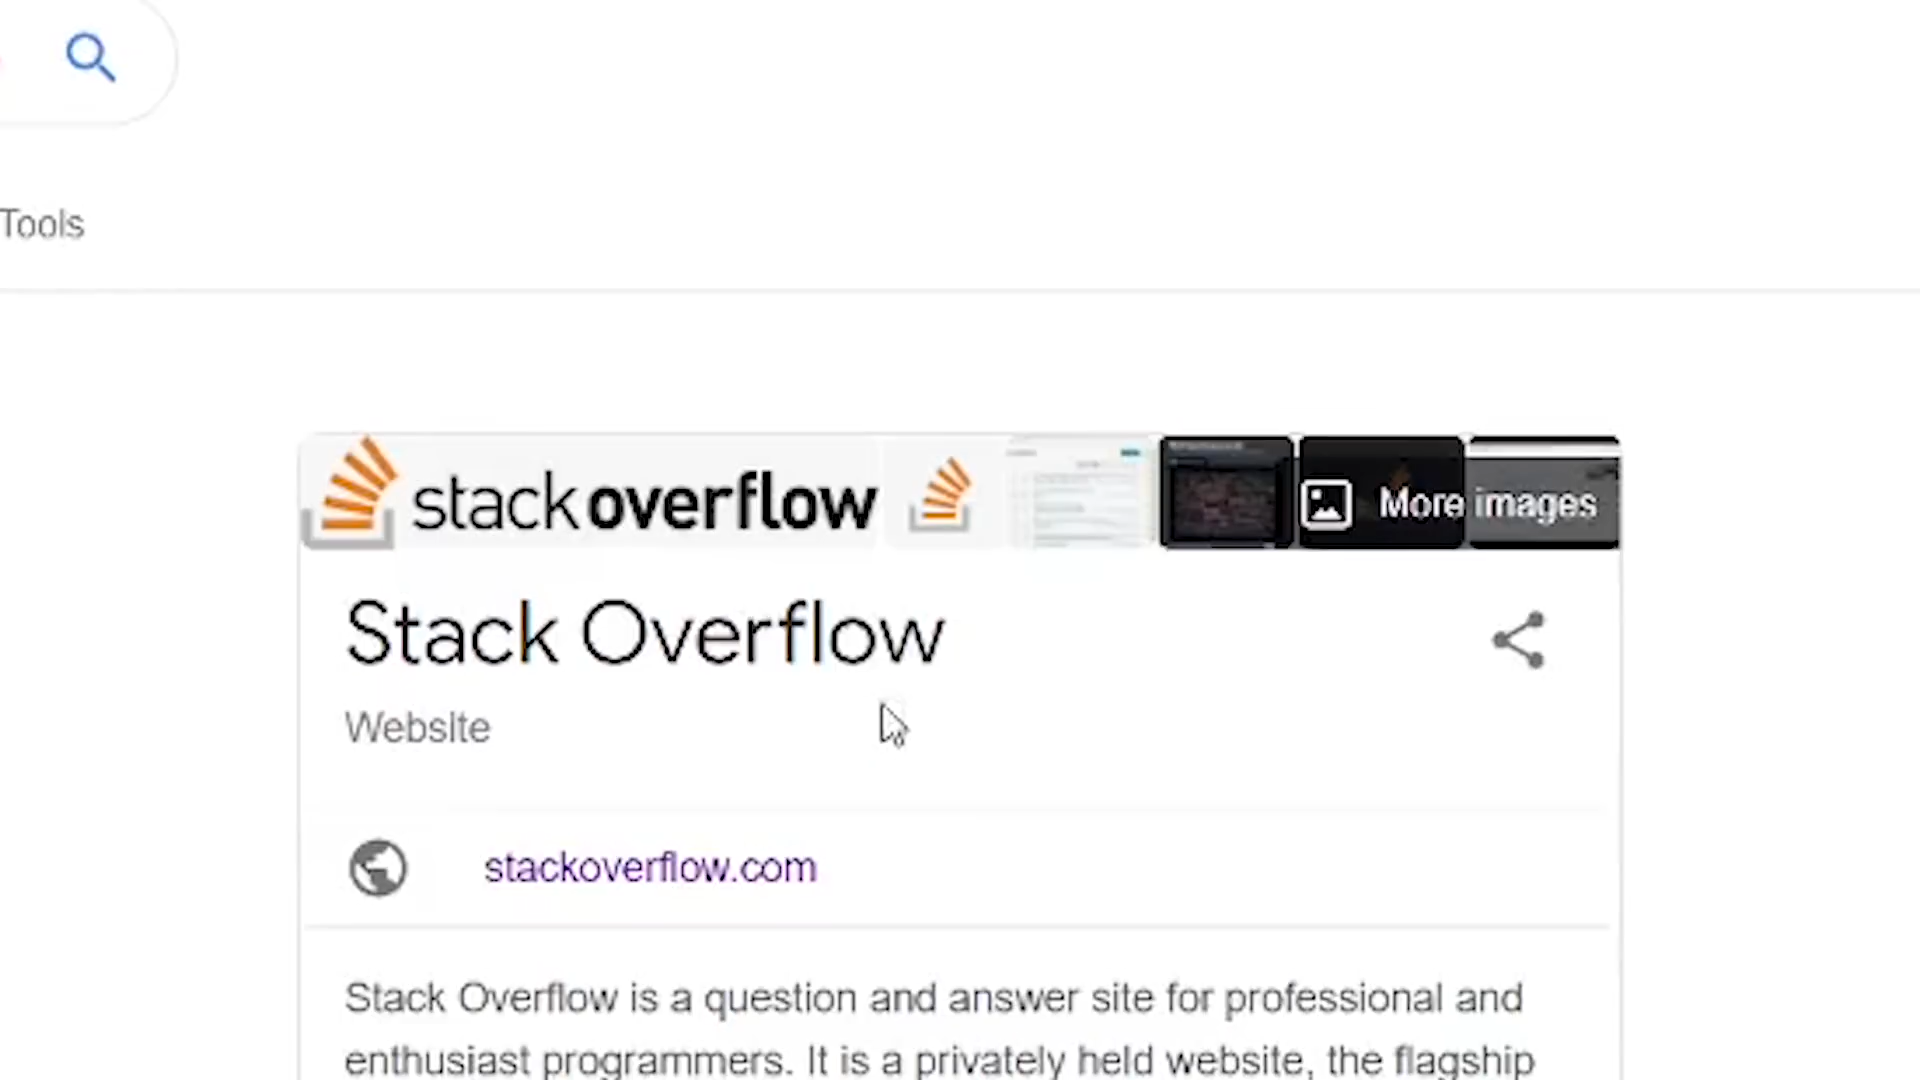 Tools
stackoverflow
More images
Stack Overflow
Website
stackoverflow.com
Stack Overflow is a question and answer site for professional and
enthusiast programmers. It is a privately held website, the flagship